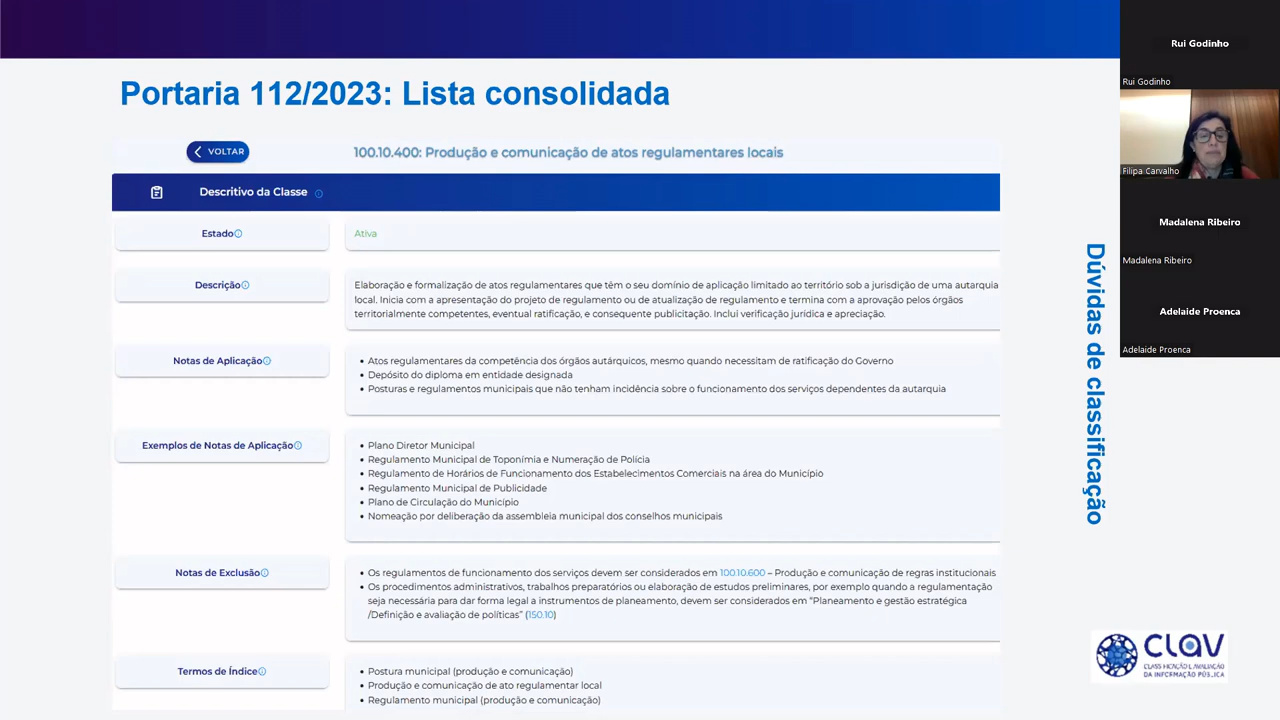 Portaria 112/2023: Lista consolidada
VOLTAR
100.10.400: Produção e comunicação de atos regulamentares locais
Descritivo da Classe
Estado
Ativa
Descrição
Elaboração e formalização de atos regulamentares que têm o seu domínio de aplicação limitado ao território sob a jurisdição de uma autarquia
local. Inicia com a apresentação do projeto de regulamento ou de atualização de regulamento e termina com a aprovação pelos órgãos
territorialmente competentes, eventual ratificação, e consequente publicitação. Inclui verificação jurídica e apreciação.
Notas de Aplicação
• Atos regulamentares da competência dos órgãos autárquicos, mesmo quando necessitam de ratificação do Governo
• Depósito do diploma em entidade designada
• Posturas e regulamentos municipais que não tenham incidência sobre o funcionamento dos serviços dependentes da autarquia
Exemplos de Notas de Aplicação
• Plano Diretor Municipal
• Regulamento Municipal de Toponímia e Numeração de Polícia
• Regulamento de Horários de Funcionamento dos Estabelecimentos Comerciais na área do Município
• Regulamento Municipal de Publicidade
• Plano de Circulação do Município
• Nomeação por deliberação da assembleia municipal dos conselhos municipais
Notas de Exclusão
• Os regulamentos de funcionamento dos serviços devem ser considerados em 100.10.600 – Produção e comunicação de regras institucionais
• Os procedimentos administrativos, trabalhos preparatórios ou elaboração de estudos preliminares, por exemplo quando a regulamentação
seja necessária para dar forma legal a instrumentos de planeamento, devem ser considerados em “Planeamento e gestão estratégica
/Definição e avaliação de políticas” (150.10)
Termos de Índice
• Postura municipal (produção e comunicação)
• Produção e comunicação de ato regulamentar local
• Regulamento municipal (produção e comunicação)
Dúvidas de classificação
CLAV
CLASSIFICAÇÃO E AVALIAÇÃO
DA INFORMAÇÃO PÚBLICA
Rui Godinho
Rui Godinho
Filipa Carvalho
Madalena Ribeiro
Madalena Ribeiro
Adelaide Proenca
Adelaide Proenca